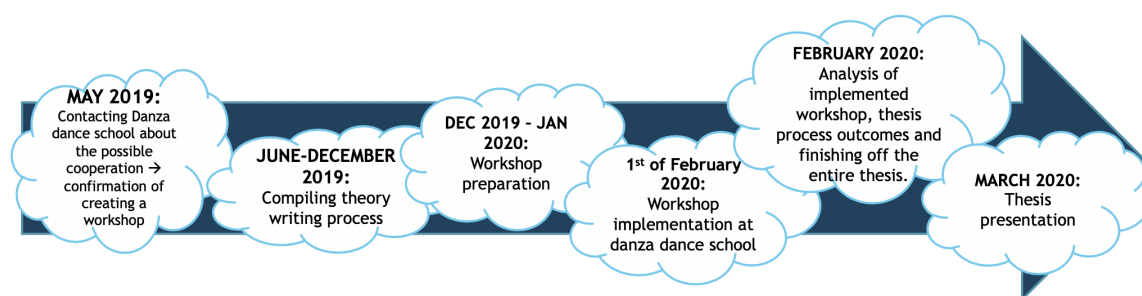 MAY 2019:
Contacting Danza
dance school about
the possible
cooperation →
confirmation of
creating a
workshop
JUNE-DECEMBER
2019:
Compiling theory
writing process
DEC 2019 - JAN
2020:
Workshop
preparation
1st of February
2020:
Workshop
implementation at
danza dance school
FEBRUARY 2020:
Analysis of
implemented
workshop, thesis
process outcomes and
finishing off the
entire thesis.
MARCH 2020:
Thesis
presentation